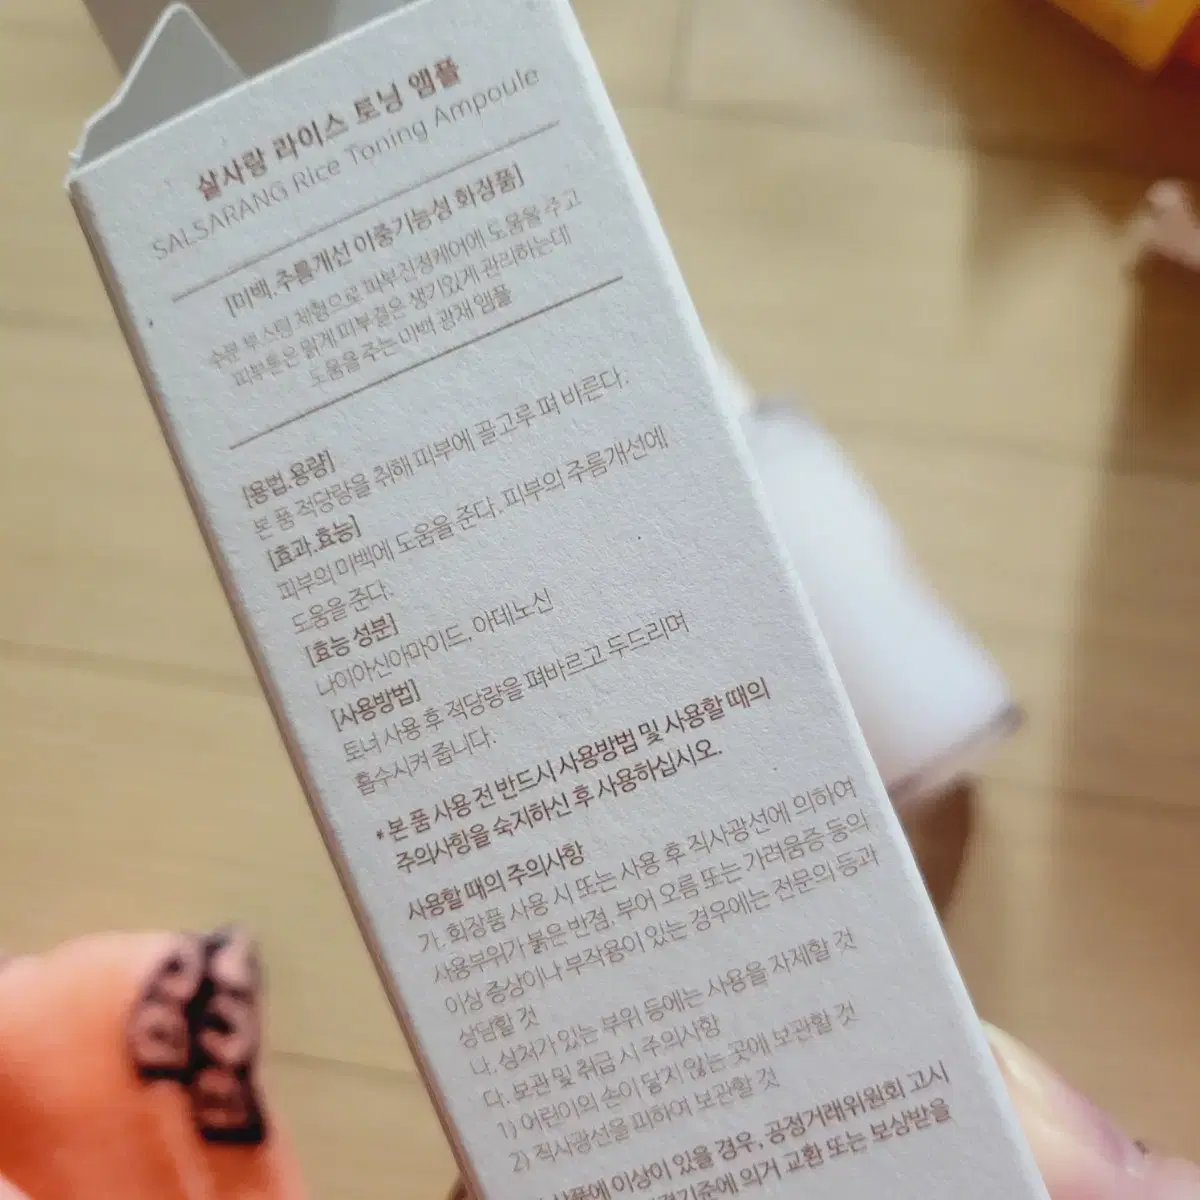 살사랑 라이스 토닝 앰플
SALSARANG Rice Toning Ampoule
[미백.주름개선 이중기능성 화장품]
수분 부스팅 제형으로 피부진정케어에 도움을 주고
피부톤은 맑게 피부결은 생기있게 관리하는데
도움을 주는 미백 광채 앰플
[용법.용량]
본 품 적당량을 취해 피부에 골고루 펴 바른다.
[효과.효능]
피부의 미백에 도움을 준다. 피부의 주름개선에
도움을 준다.
[효능 성분]
나이아신아마이드, 아데노신
[사용방법]
토너 사용 후 적당량을 펴바르고 두드리며
흡수시켜 줍니다.
* 본 품 사용 전 반드시 사용방법 및 사용할 때의
주의사항을 숙지하신 후 사용하십시오.
사용할 때의 주의사항
가. 화장품 사용 시 또는 사용 후 직사광선에 의하여
사용부위가 붉은 반점, 부어 오름 또는 가려움증 등의
이상 증상이나 부작용이 있는 경우에는 전문의 등과
상담할 것
나. 상처가 있는 부위 등에는 사용을 자제할 것
다. 보관 및 취급 시 주의사항
1) 어린이의 손이 닿지 않는 곳에 보관할 것
2) 직사광선을 피하여 보관할 것
상품에 이상이 있을 경우, 공정거래위원회 고시
의거 교환 또는 보상받을